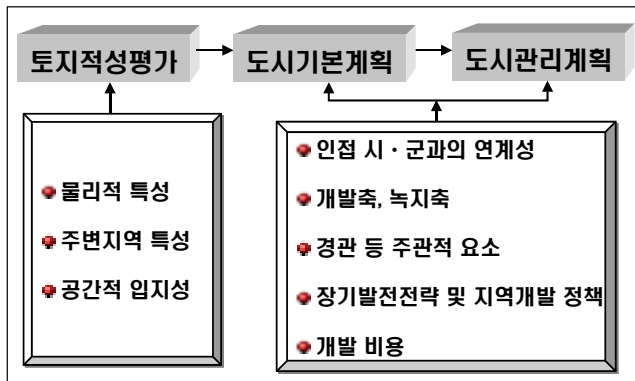 토지적성평가
도시기본계획
도시관리계획
물리적 특성
주변지역 특성
공간적 입지성
인접 시·군과의 연계성
개발축, 녹지축
경관 등 주관적 요소
장기발전전략 및 지역개발 정책
개발 비용